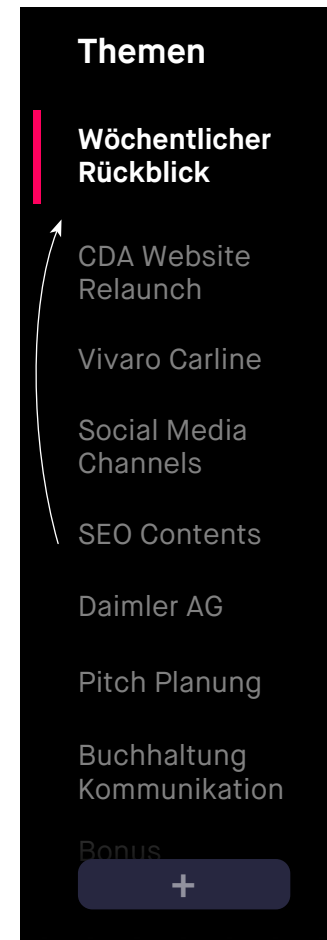 Themen
Wöchentlicher
Rückblick
CDA Website
Relaunch
Vivaro Carline
Social Media
Channels
SEO Contents
Daimler AG
Pitch Planung
Buchhaltung
Kommunikation
Bonus
+